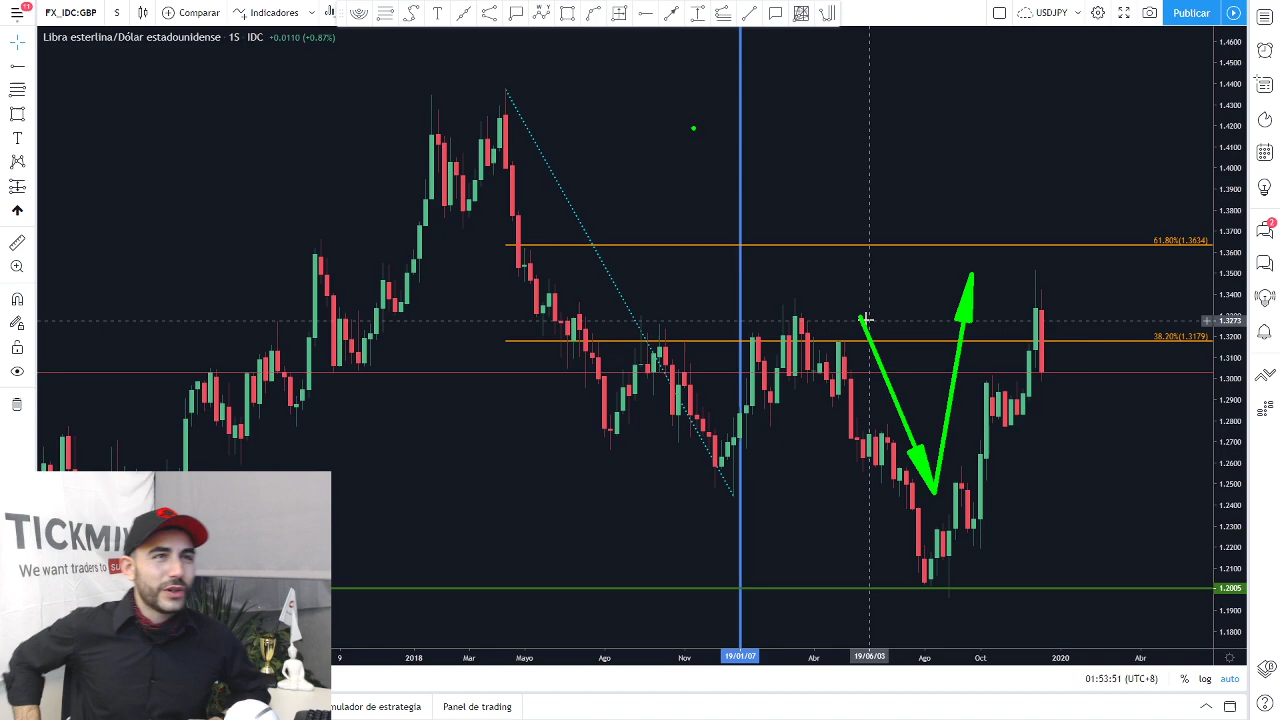 11
FX_IDC:GBP
S
Comparar
Indicadores
USDJPY
Publicar
Libra esterlina/Dólar estadounidense · 1S · IDC
+0.0110 (+0.87%)
1.4600
1.4500
1.4400
1.4300
1.4200
1.4100
1.4000
1.3900
1.3800
1.3700
61.80%(1.3634)
1.3600
1.3500
1.3400
1.3273
1.3200
38.20%(1.3179)
1.3100
1.3000
1.2900
1.2800
1.2700
1.2600
1.2500
1.2400
1.2300
1.2200
1.2100
1.2005
1.1900
1.1800
2
TICKMI
We want traders to su
9
2018
Mar
Mayo
Ago
Nov
19/01/07
Abr
19/06/03
Ago
Oct
2020
Abr
01:53:51 (UTC+8)
%
log
auto
mulador de estrategia
Panel de trading